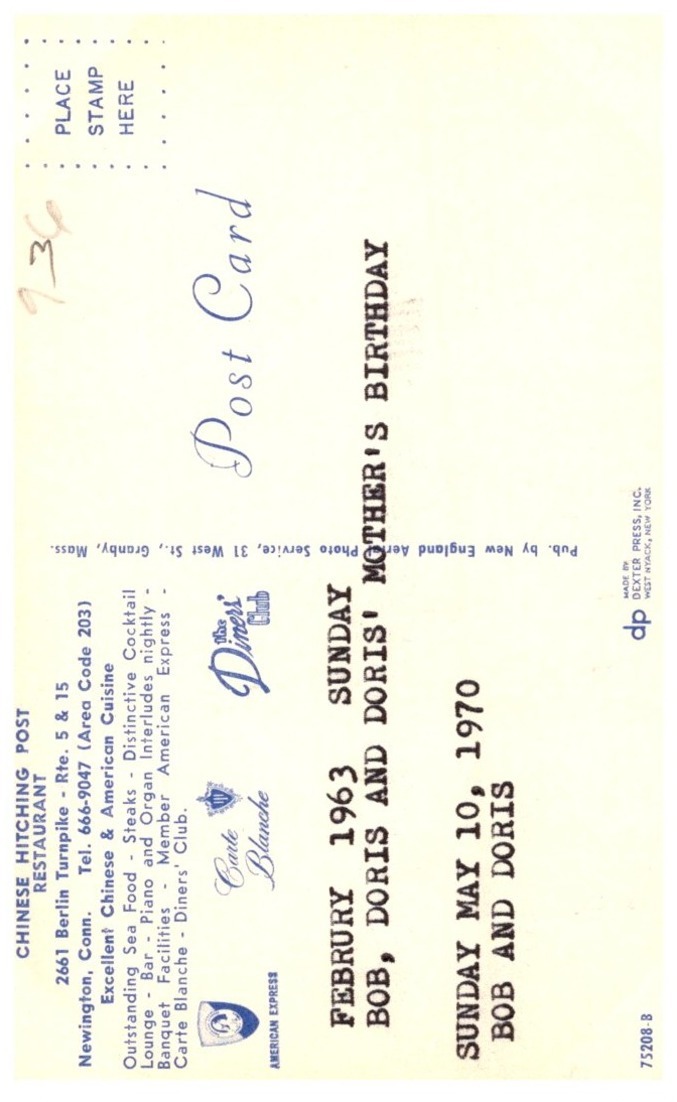 CHINESE HITCHING POST
RESTAURANT
2661 Berlin Turnpike - Rte. 5 & 15
Newington, Conn. Tel. 666-9047 (Area Code 203)
Excellent Chinese & American Cuisine
Outstanding Sea Food - Steaks - Distinctive Cocktail
Lounge - Bar - Piano and Organ Interludes nightly -
Banquet Facilities - Member American Express -
Carte Blanche - Diners' Club.
AMERICAN EXPRESS
Carte
Blanche
The
Diners'
Club
PLACE
STAMP
HERE
936
Post Card
Pub. by New England Aerial Photo Service, 31 West St., Granby, Mass.
FEBRURY 1963 SUNDAY
BOB, DORIS AND DORIS' MOTHER'S BIRTHDAY
SUNDAY MAY 10, 1970
BOB AND DORIS
75208-B
dp
MADE BY
DEXTER PRESS, INC.
WEST NYACK, NEW YORK